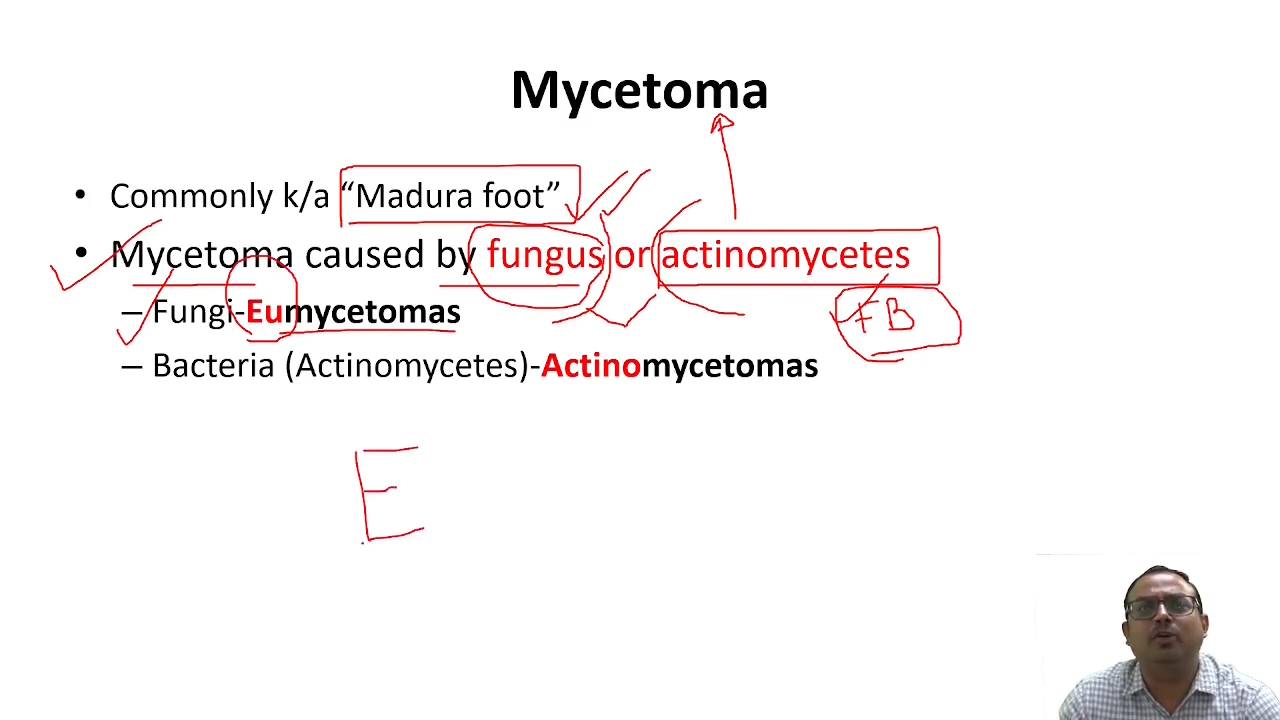 Mycetoma
• Commonly k/a “Madura foot”
• Mycetoma caused by fungus or actinomycetes
– Fungi-Eumycetomas
FB
– Bacteria (Actinomycetes)-Actinomycetomas
E